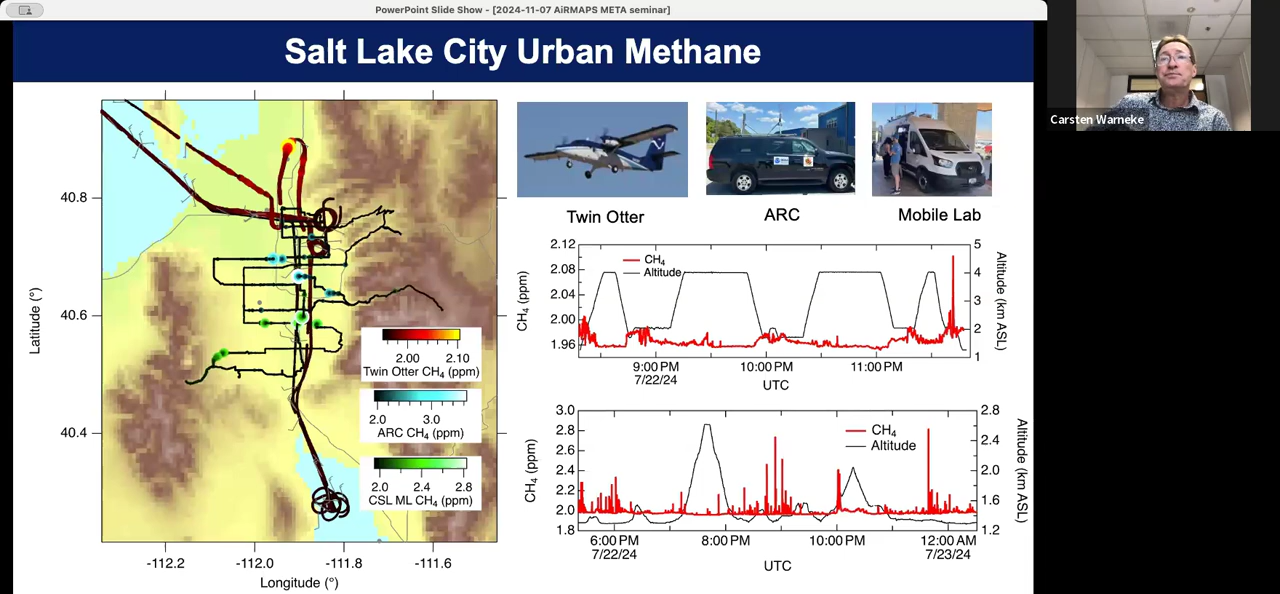 PowerPoint Slide Show - [2024-11-07 AiRMAPS META seminar]
Salt Lake City Urban Methane
Carsten Warneke
Twin Otter
ARC
Mobile Lab
40.8
40.6
40.4
Latitude (°)
-112.2
-112.0
-111.8
-111.6
Longitude (°)
2.00
2.10
Twin Otter CH4 (ppm)
2.0
3.0
ARC CH4 (ppm)
2.0
2.4
2.8
CSL ML CH4 (ppm)
2.12
2.08
2.04
2.00
1.96
CH4 (ppm)
CH4
Altitude
5
4
3
2
1
Altitude (km ASL)
9:00 PM
7/22/24
10:00 PM
11:00 PM
UTC
3.0
2.8
2.6
2.4
2.2
2.0
1.8
CH4 (ppm)
CH4
Altitude
2.8
2.4
2.0
1.6
1.2
Altitude (km ASL)
6:00 PM
7/22/24
8:00 PM
10:00 PM
12:00 AM
7/23/24
UTC